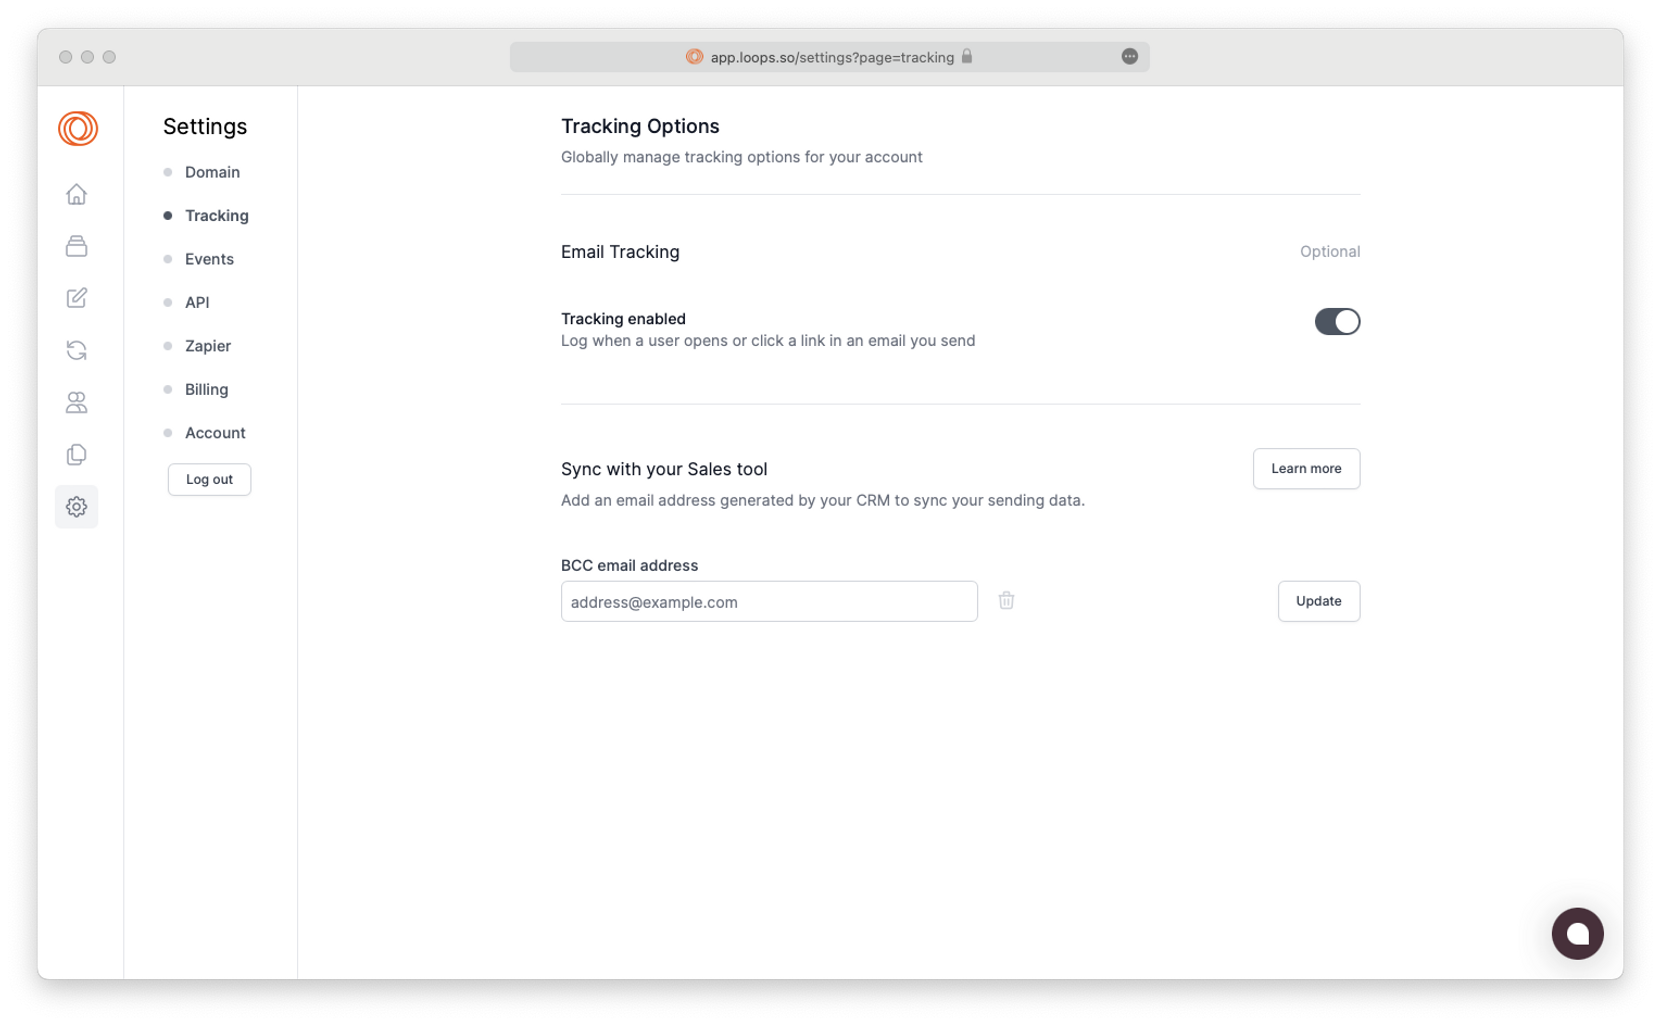 app.loops.so/settings?page=tracking
Settings
Domain
Tracking
Events
API
Zapier
Billing
Account
Log out
Tracking Options
Globally manage tracking options for your account
Email Tracking
Optional
Tracking enabled
Log when a user opens or click a link in an email you send
Sync with your Sales tool
Learn more
Add an email address generated by your CRM to sync your sending data.
BCC email address
address@example.com
Update